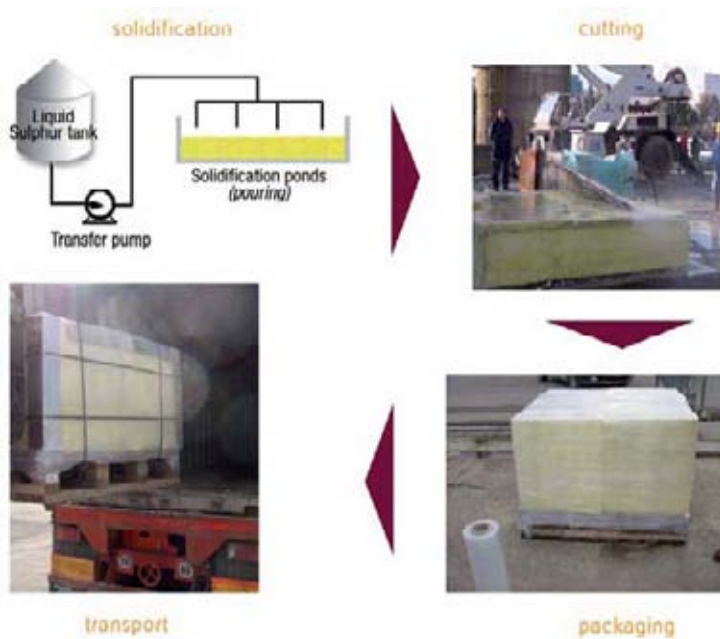 solidification
cutting
Liquid
Sulphur tank
Solidification ponds
(pouring)
Transfer pump
transport
packaging